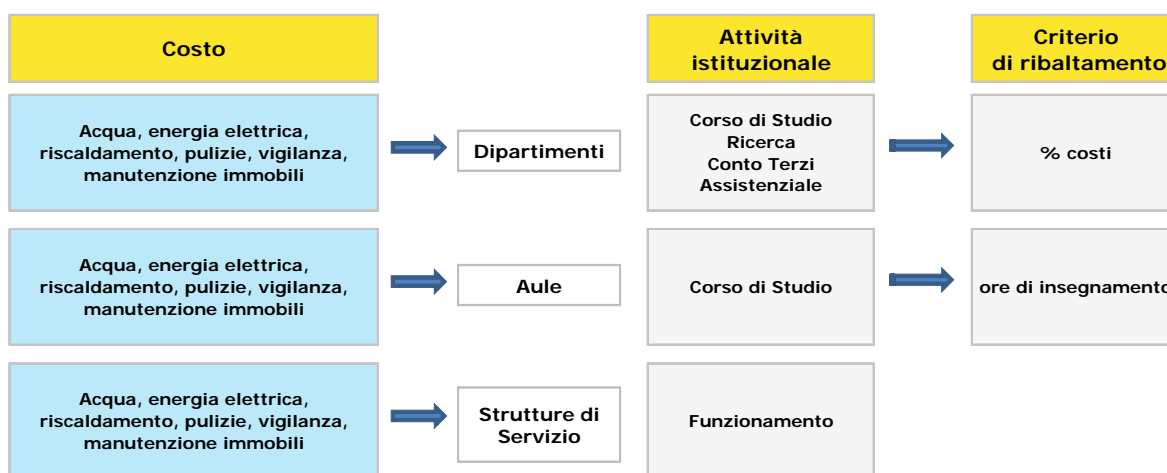 Costo
Attività
istituzionale
Criterio
di ribaltamento
Acqua, energia elettrica,
riscaldamento, pulizie, vigilanza,
manutenzione immobili
Dipartimenti
Corso di Studio
Ricerca
Conto Terzi
Assistenziale
% costi
Acqua, energia elettrica,
riscaldamento, pulizie, vigilanza,
manutenzione immobili
Aule
Corso di Studio
ore di insegnamento
Acqua, energia elettrica,
riscaldamento, pulizie, vigilanza,
manutenzione immobili
Strutture di
Servizio
Funzionamento